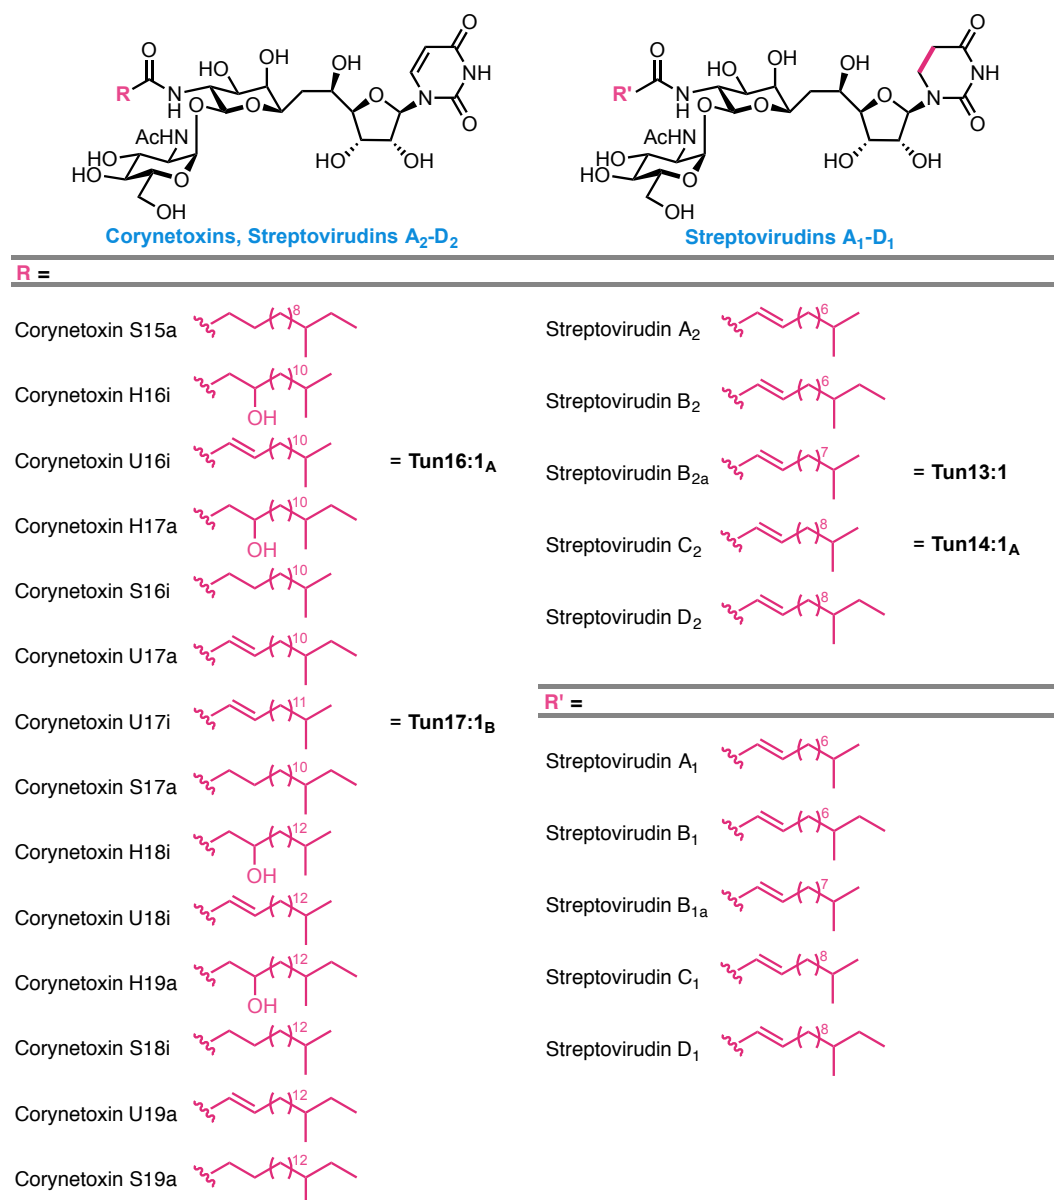 O
R
N
H
HO
OH
OH
O
O
N
NH
O
O
O
AcHN
HO
HO
O
OH
HO
OH
Corynetoxins, Streptovirudins A2-D2
O
R'
N
H
HO
OH
OH
O
O
N
NH
O
O
O
AcHN
HO
HO
O
OH
HO
OH
Streptovirudins A1-D1
R =
Corynetoxin S15a ( )8
Corynetoxin H16i ( )10 OH
Corynetoxin U16i ( )10 = Tun16:1A
Corynetoxin H17a ( )10 OH
Corynetoxin S16i ( )10
Corynetoxin U17a ( )10
Corynetoxin U17i ( )11 = Tun17:1B
Corynetoxin S17a ( )10
Corynetoxin H18i ( )12 OH
Corynetoxin U18i ( )12
Corynetoxin H19a ( )12 OH
Corynetoxin S18i ( )12
Corynetoxin U19a ( )12
Corynetoxin S19a ( )12
Streptovirudin A2 ( )6
Streptovirudin B2 ( )6
Streptovirudin B2a ( )7 = Tun13:1
Streptovirudin C2 ( )8 = Tun14:1A
Streptovirudin D2 ( )8
R' =
Streptovirudin A1 ( )6
Streptovirudin B1 ( )6
Streptovirudin B1a ( )7
Streptovirudin C1 ( )8
Streptovirudin D1 ( )8